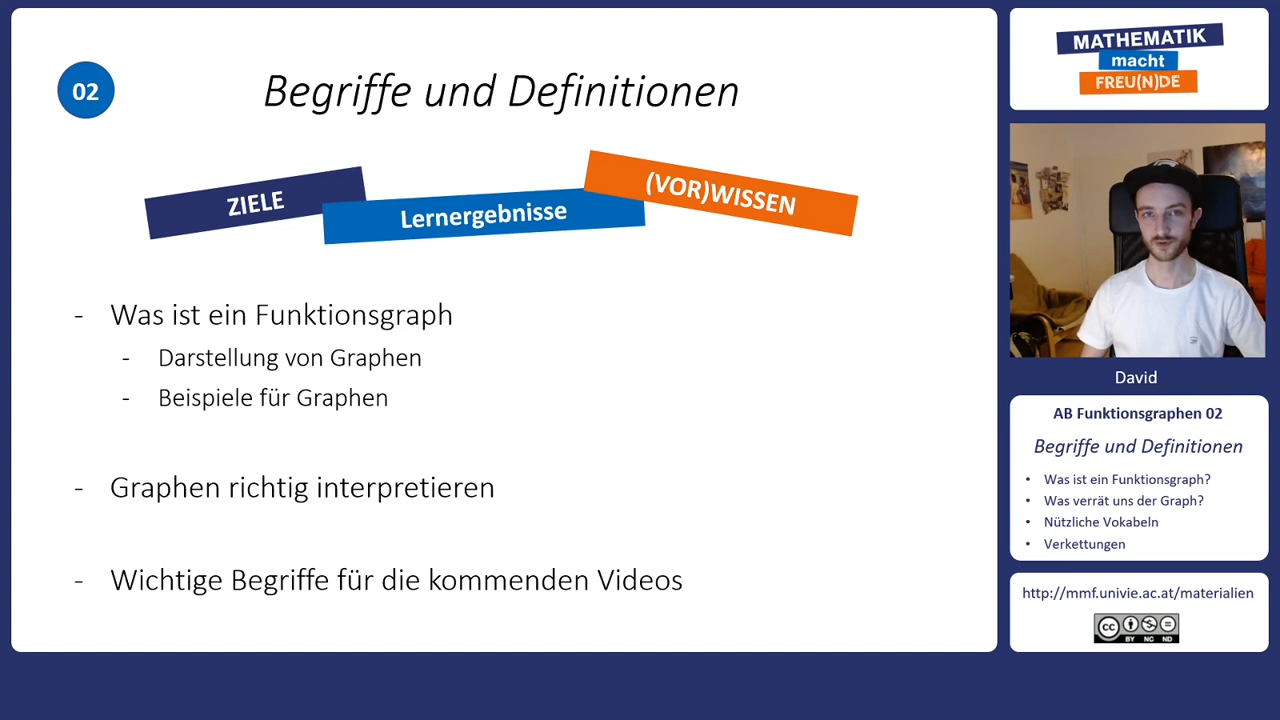 02
Begriffe und Definitionen
ZIELE
Lernergebnisse
(VOR)WISSEN
- Was ist ein Funktionsgraph
- Darstellung von Graphen
- Beispiele für Graphen
- Graphen richtig interpretieren
- Wichtige Begriffe für die kommenden Videos
MATHEMATIK
macht
FREU(N)DE
David
AB Funktionsgraphen 02
Begriffe und Definitionen
• Was ist ein Funktionsgraph?
• Was verrät uns der Graph?
• Nützliche Vokabeln
• Verkettungen
http://mmf.univie.ac.at/materialien
cc
BY NC ND